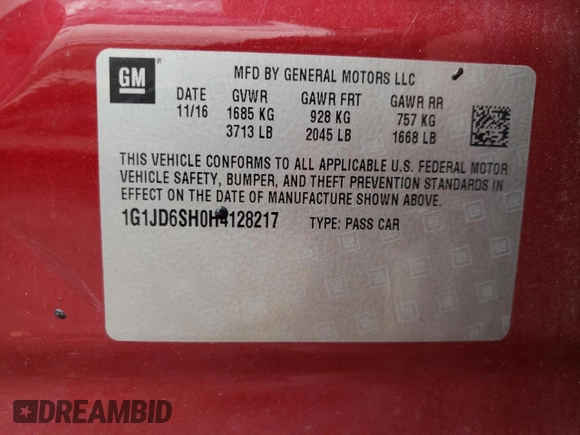 GM
MFD BY GENERAL MOTORS LLC
DATE GVWR GAWR FRT GAWR RR
11/16 1685 KG 928 KG 757 KG
3713 LB 2045 LB 1668 LB
THIS VEHICLE CONFORMS TO ALL APPLICABLE U.S. FEDERAL MOTOR
VEHICLE SAFETY, BUMPER, AND THEFT PREVENTION STANDARDS IN
EFFECT ON THE DATE OF MANUFACTURE SHOWN ABOVE.
1G1JD6SH0H4128217 TYPE: PASS CAR
DREAMBID